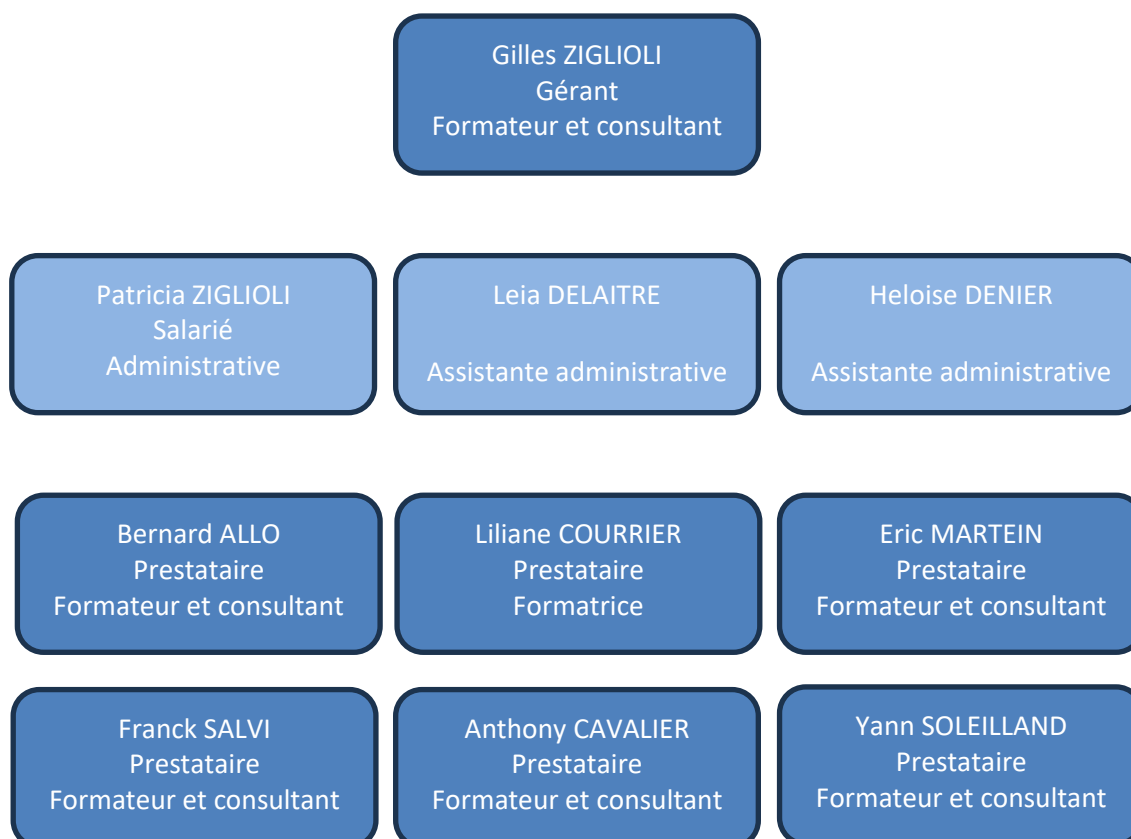 Gilles ZIGLIOLI
Gérant
Formateur et consultant
Patricia ZIGLIOLI
Salarié
Administrative
Leia DELAITRE
Assistante administrative
Heloise DENIER
Assistante administrative
Bernard ALLO
Prestataire
Formateur et consultant
Liliane COURRIER
Prestataire
Formatrice
Eric MARTEIN
Prestataire
Formateur et consultant
Franck SALVI
Prestataire
Formateur et consultant
Anthony CAVALIER
Prestataire
Formateur et consultant
Yann SOLEILLAND
Prestataire
Formateur et consultant